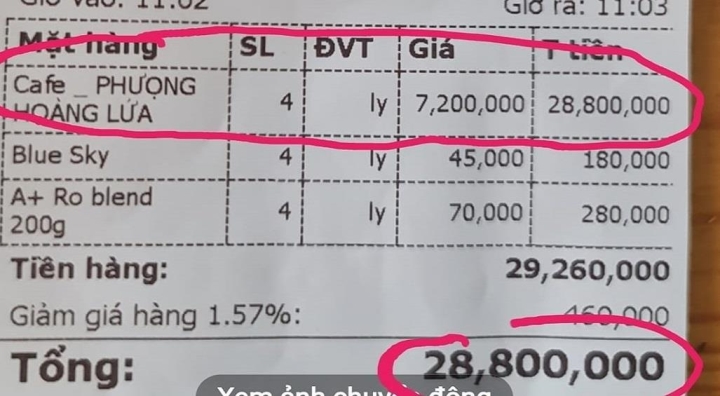 Giờ vào: 11:02 Giờ ra: 11:03
Mặt hàng SL ĐVT Giá T tiền
Cafe _ PHƯỢNG 4 ly 7,200,000 28,800,000
HOÀNG LỬA
Blue Sky 4 ly 45,000 180,000
A+ Ro blend 4 ly 70,000 280,000
200g
Tiền hàng: 29,260,000
Giảm giá hàng 1.57%: 460,000
Tổng: 28,800,000
Xem ảnh chuyển động